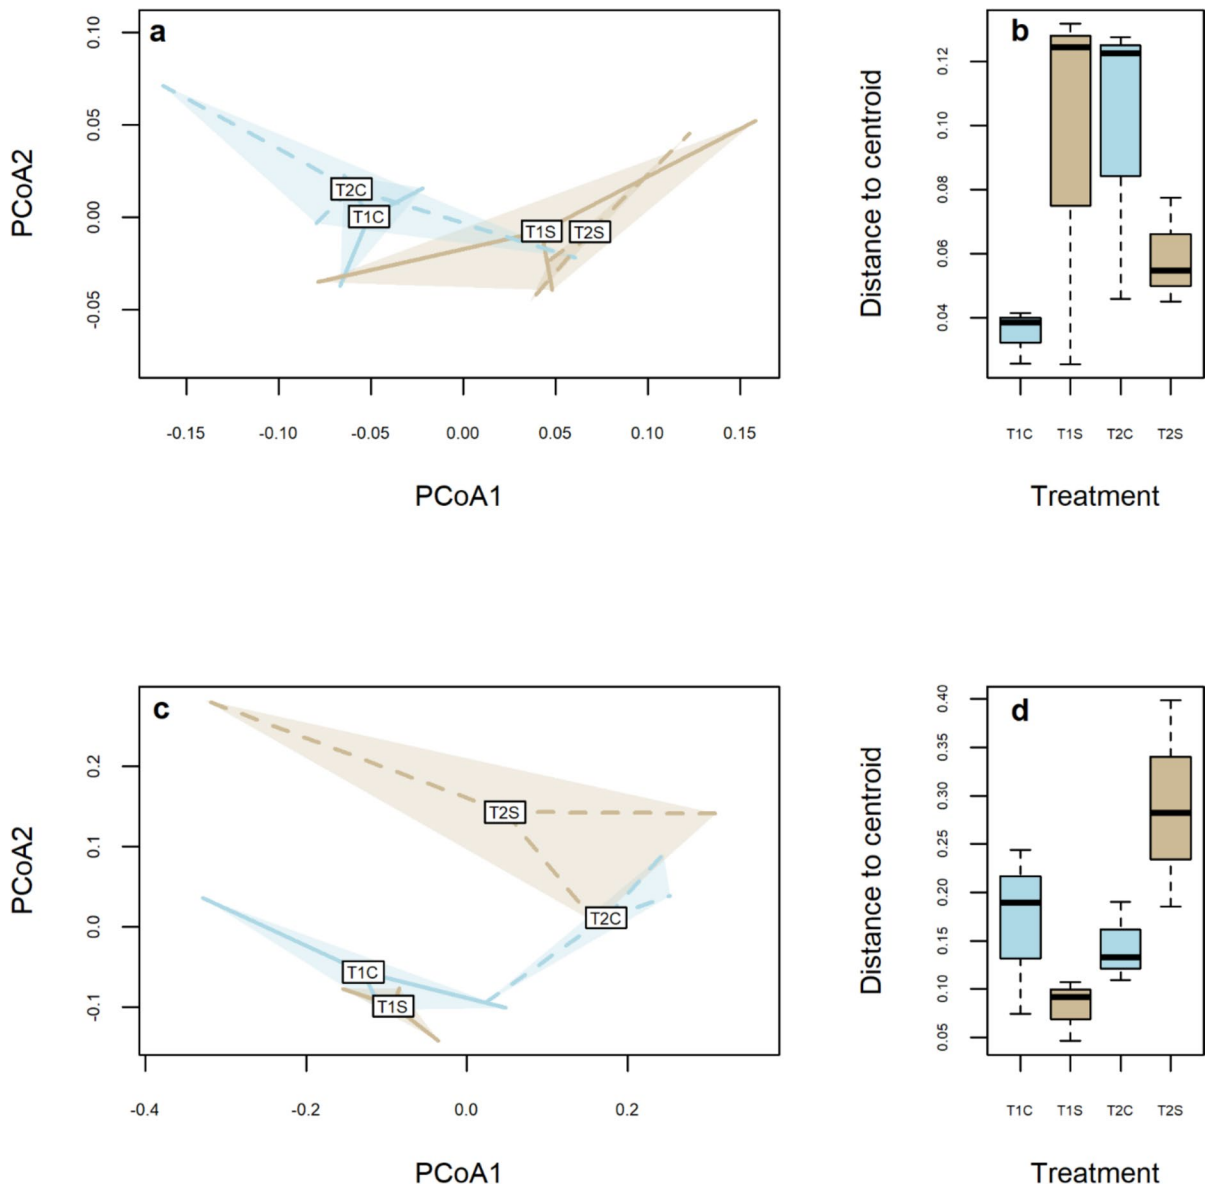 a
PCoA2
0.10
0.05
0.00
-0.05
T2C
T1C
T1S
T2S
-0.15
-0.10
-0.05
0.00
0.05
0.10
0.15
PCoA1
b
Distance to centroid
0.12
0.10
0.08
0.06
0.04
T1C
T1S
T2C
T2S
Treatment
c
PCoA2
0.2
0.1
0.0
-0.1
T2S
T2C
T1C
T1S
-0.4
-0.2
0.0
0.2
PCoA1
d
Distance to centroid
0.40
0.35
0.30
0.25
0.20
0.15
0.10
0.05
T1C
T1S
T2C
T2S
Treatment